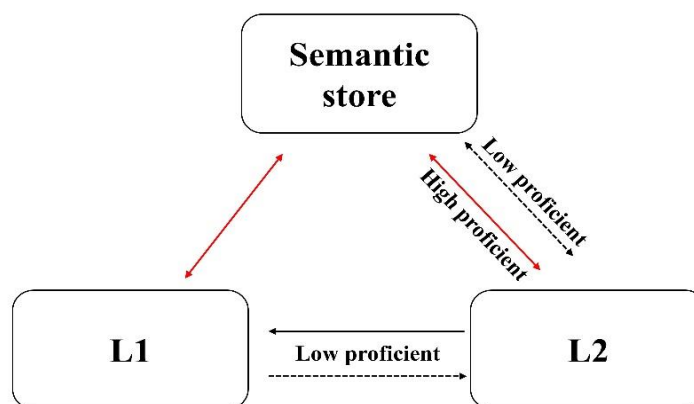 Semantic
store
Low proficient
High proficient
L1
Low proficient
L2